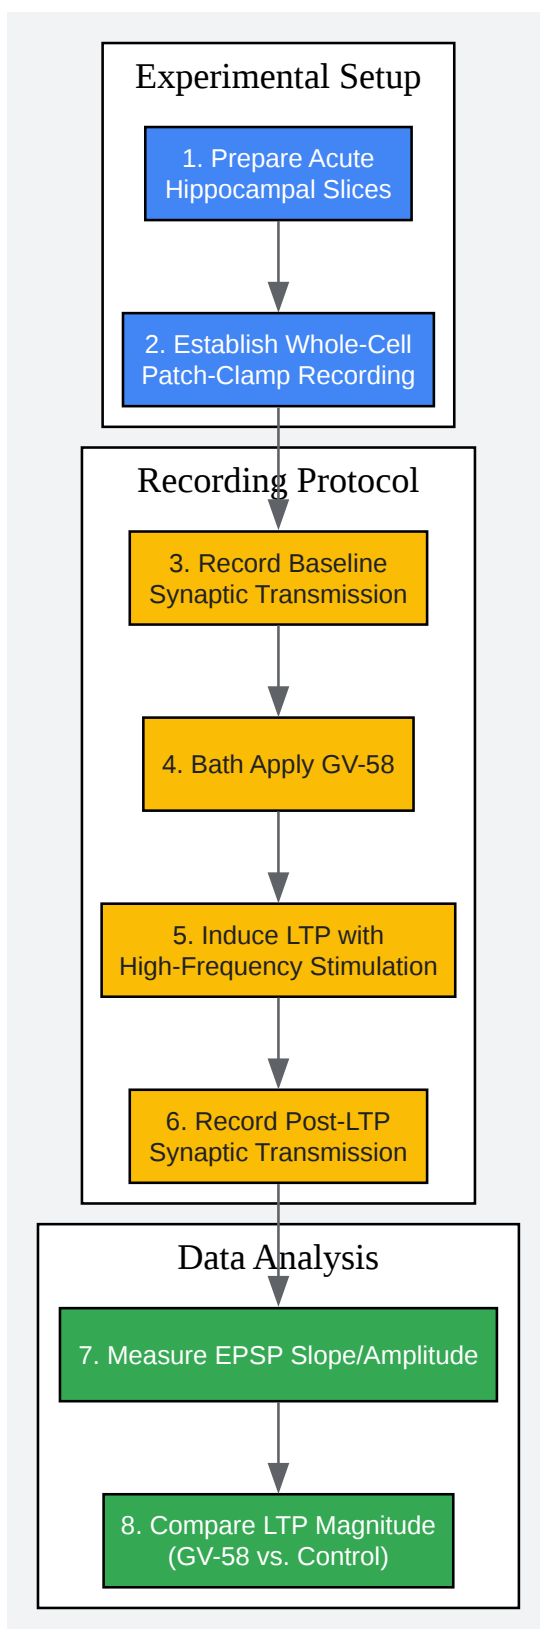 Experimental Setup
1. Prepare Acute
Hippocampal Slices
2. Establish Whole-Cell
Patch-Clamp Recording
Recording Protocol
3. Record Baseline
Synaptic Transmission
4. Bath Apply GV-58
5. Induce LTP with
High-Frequency Stimulation
6. Record Post-LTP
Synaptic Transmission
Data Analysis
7. Measure EPSP Slope/Amplitude
8. Compare LTP Magnitude
(GV-58 vs. Control)